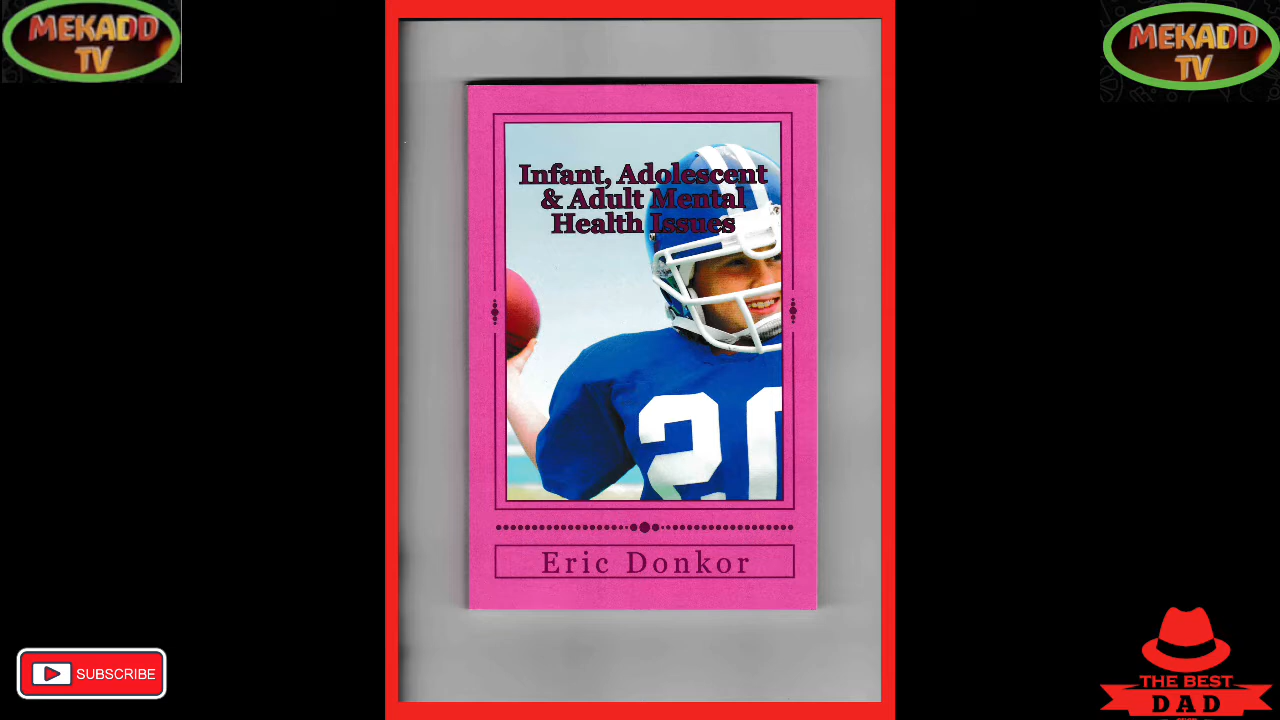 MEKADD
TV
MEKADD
TV
Infant, Adolescent
& Adult Mental
Health Issues
20
Eric Donkor
SUBSCRIBE
THE BEST
DAD